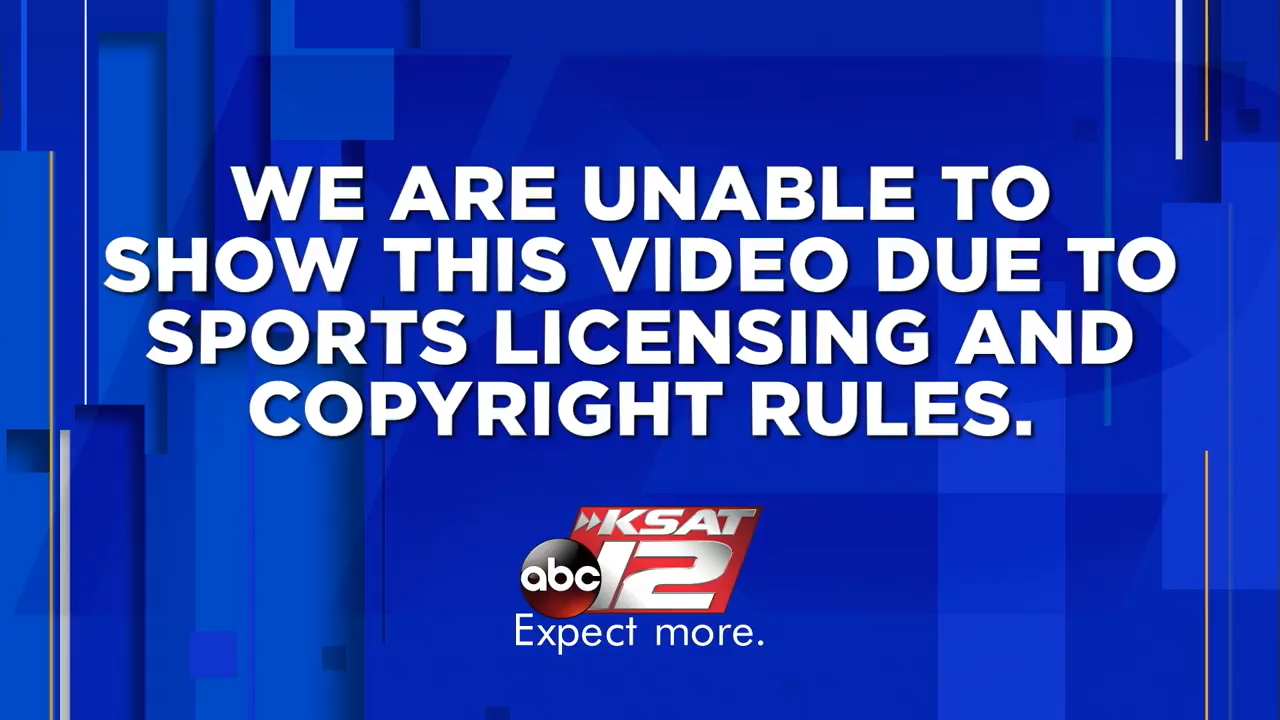 WE ARE UNABLE TO
SHOW THIS VIDEO DUE TO
SPORTS LICENSING AND
COPYRIGHT RULES.
KSAT
abc 12
Expect more.